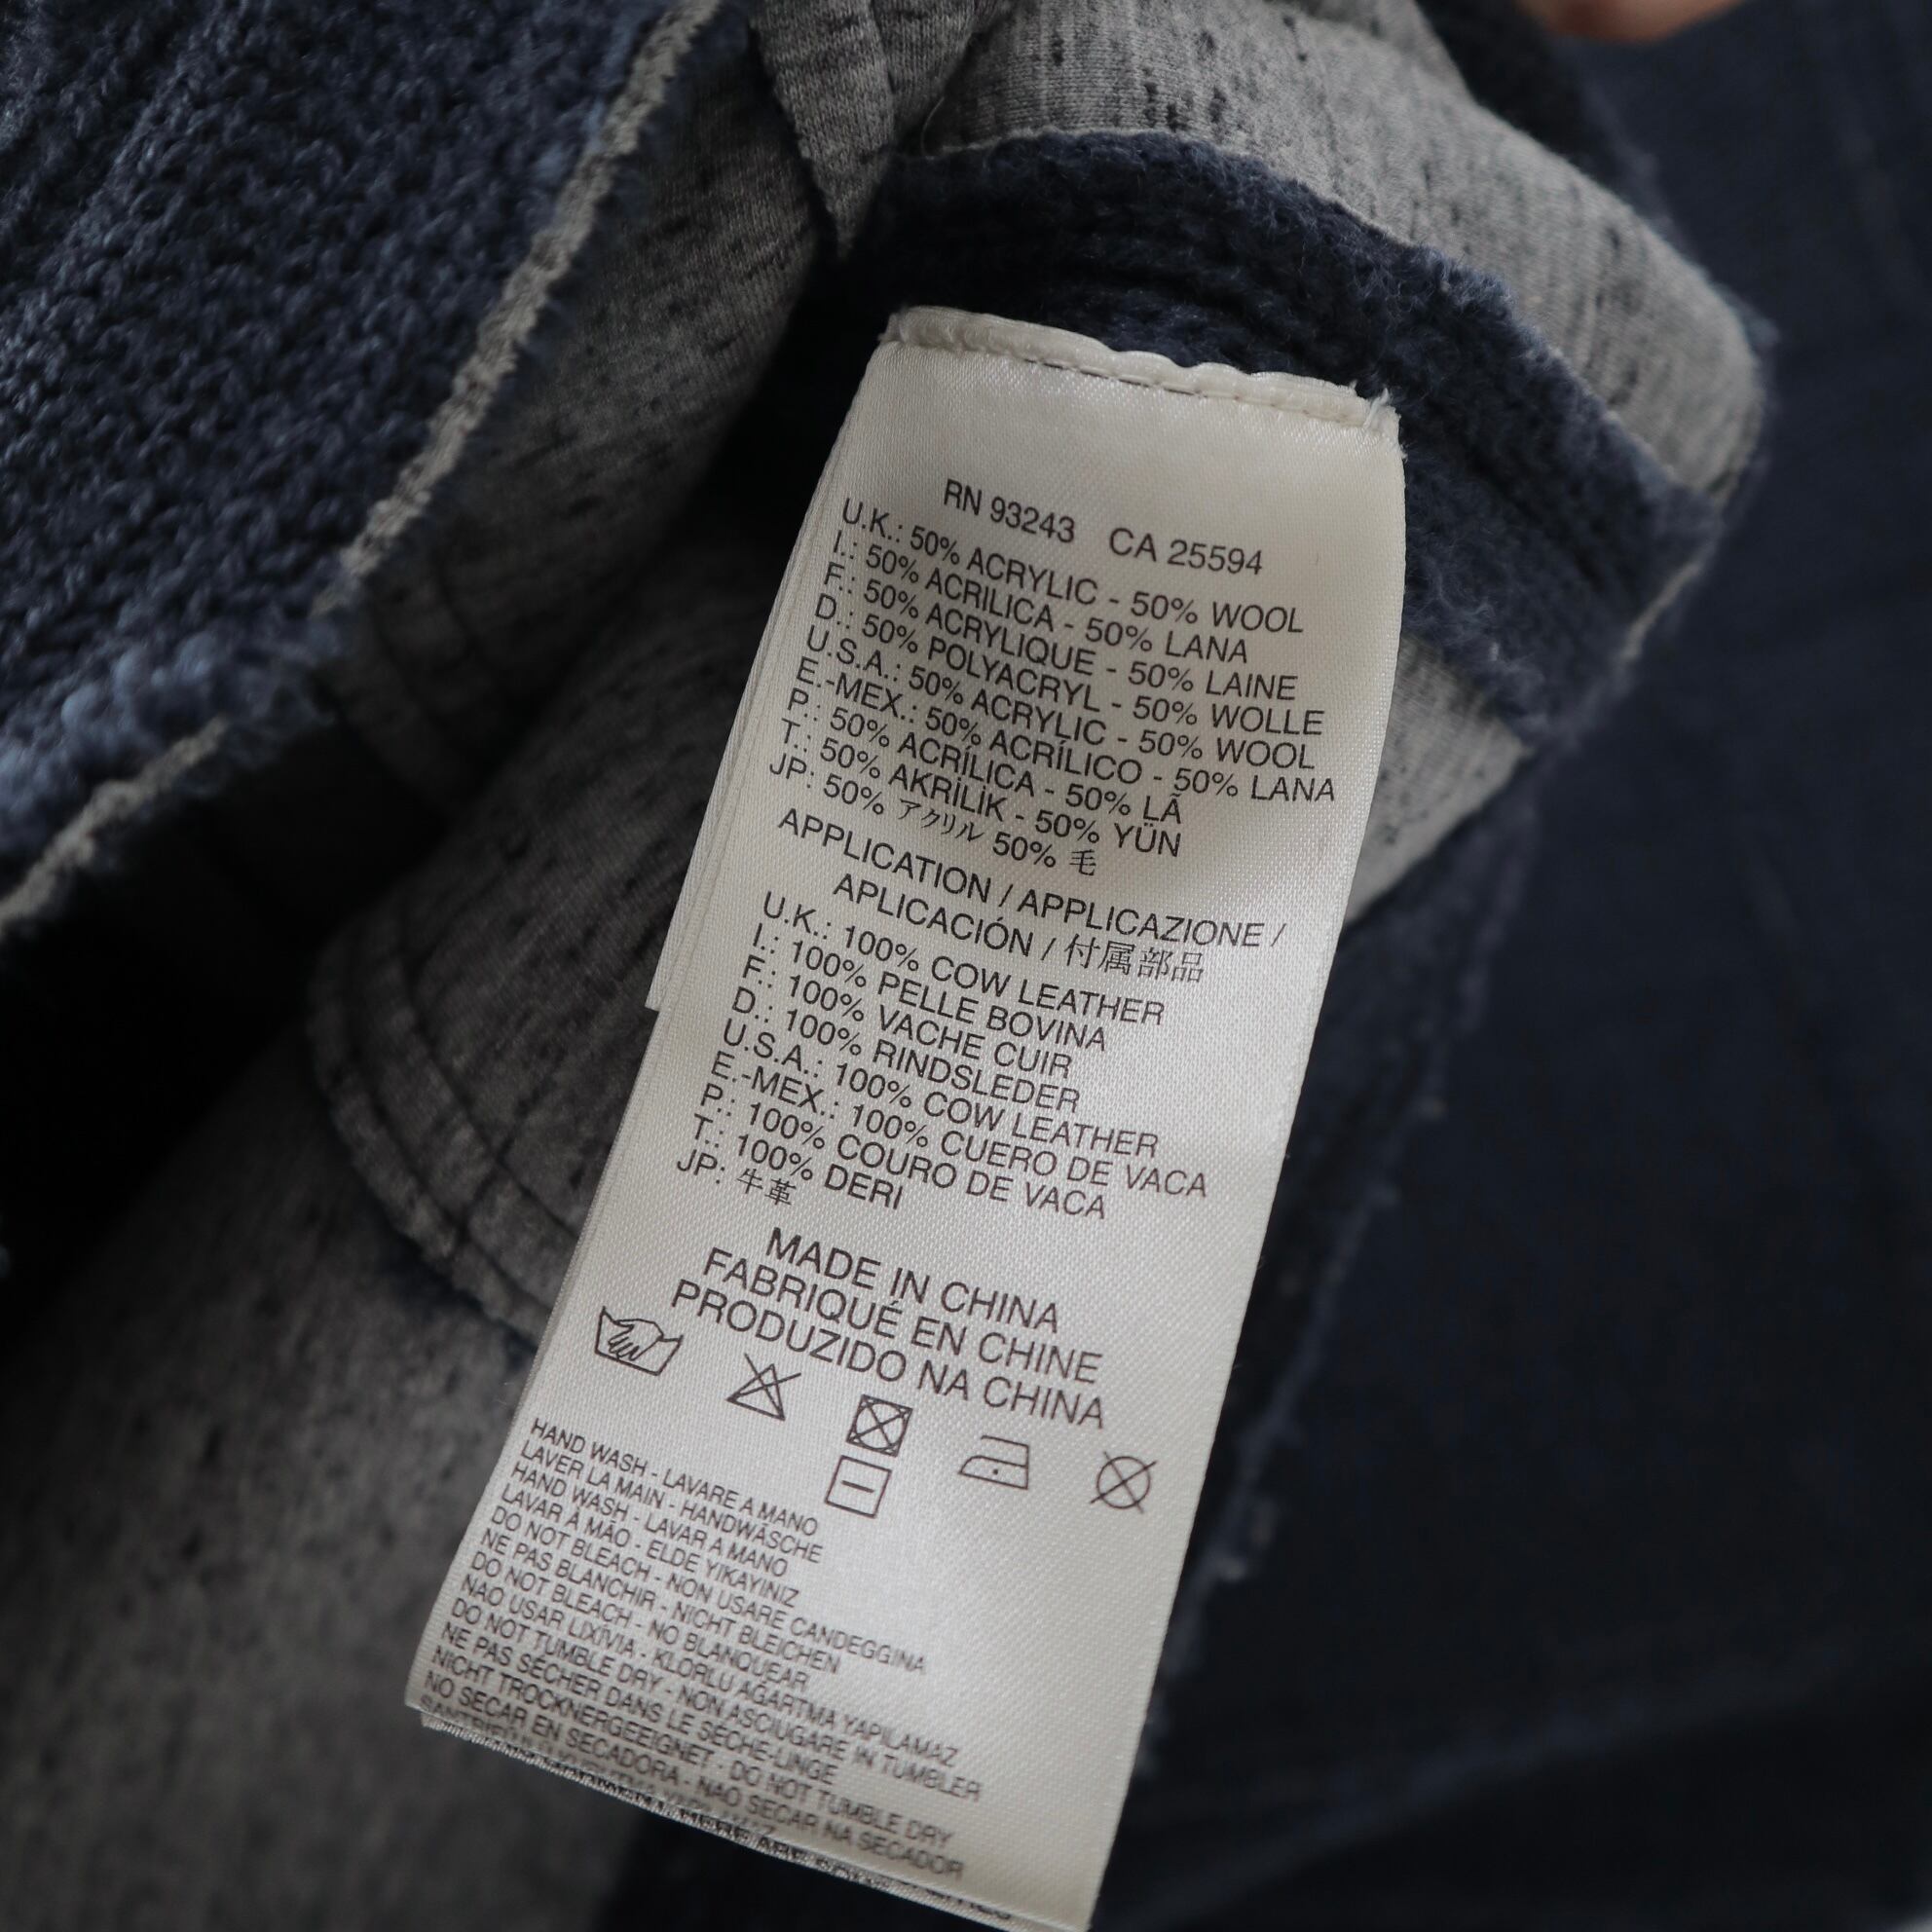 RN 93243 CA 25594
U.K.: 50% ACRYLIC - 50% WOOL
I.: 50% ACRILICA - 50% LANA
F.: 50% ACRYLIQUE - 50% LAINE
D.: 50% POLYACRYL - 50% WOLLE
U.S.A.: 50% ACRYLIC - 50% WOOL
E.-MEX.: 50% ACRÍLICO - 50% LANA
P.: 50% ACRÍLICA - 50% LÃ
T.: 50% AKRİLİK - 50% YÜN
JP: 50% アクリル 50% 毛
APPLICATION / APPLICAZIONE /
APLICACIÓN / 付属部品
U.K.: 100% COW LEATHER
I.: 100% PELLE BOVINA
F.: 100% VACHE CUIR
D.: 100% RINDSLEDER
U.S.A.: 100% COW LEATHER
E.-MEX.: 100% CUERO DE VACA
P.: 100% COURO DE VACA
T.: 100% DERİ
JP: 牛革
MADE IN CHINA
FABRIQUÉ EN CHINE
PRODUZIDO NA CHINA
HAND WASH - LAVARE A MANO
LAVER LA MAIN - HANDWÄSCHE
HAND WASH - LAVAR A MANO
LAVAR À MÃO - ELDE YIKAYINIZ
DO NOT BLEACH - NON USARE CANDEGGINA
NE PAS BLANCHIR - NICHT BLEICHEN
DO NOT BLEACH - NO BLANQUEAR
NÃO USAR LIXÍVIA - KLORLU AĞARTMA YAPILAMAZ
DO NOT TUMBLE DRY - NON ASCIUGARE IN TUMBLER
NE PAS SÉCHER DANS LE SÈCHE-LINGE
NICHT TROCKNERGEEIGNET - DO NOT TUMBLE DRY
NO SECAR EN SECADORA - NÃO SECAR NA SECADOR